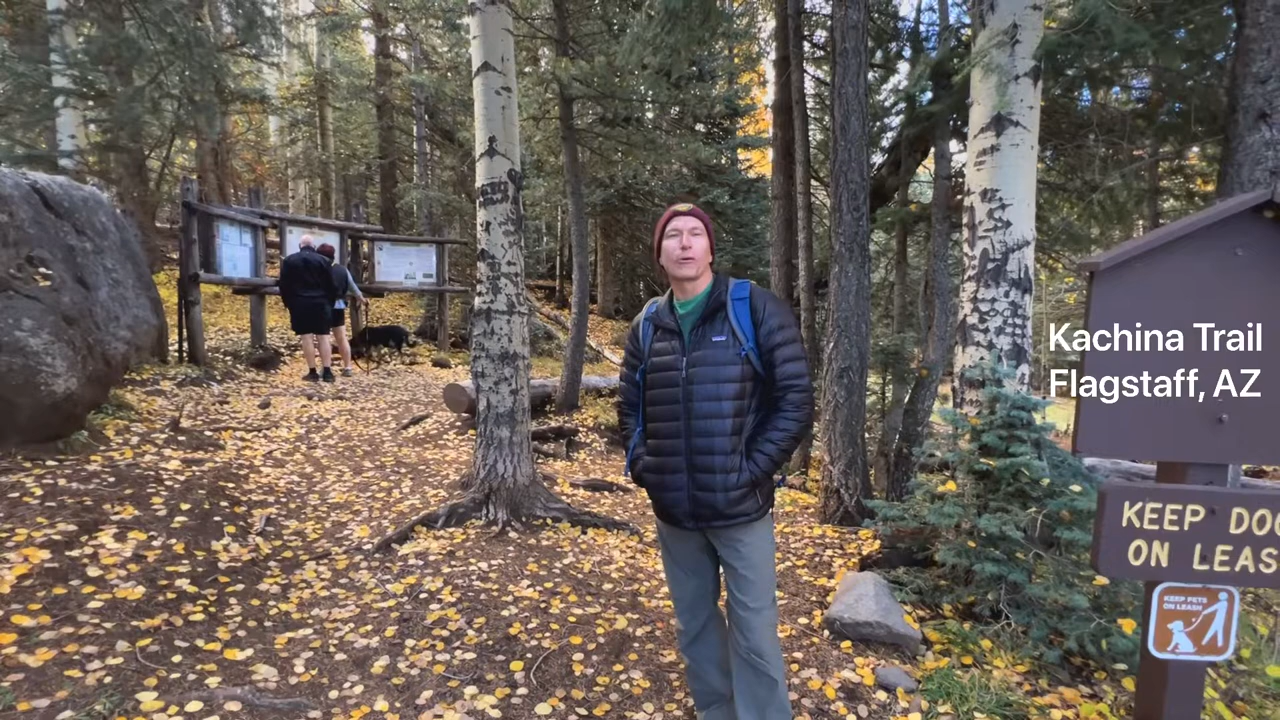 Kachina Trail
Flagstaff, AZ
KEEP DOG
ON LEAS
KEEP PETS
ON LEASH